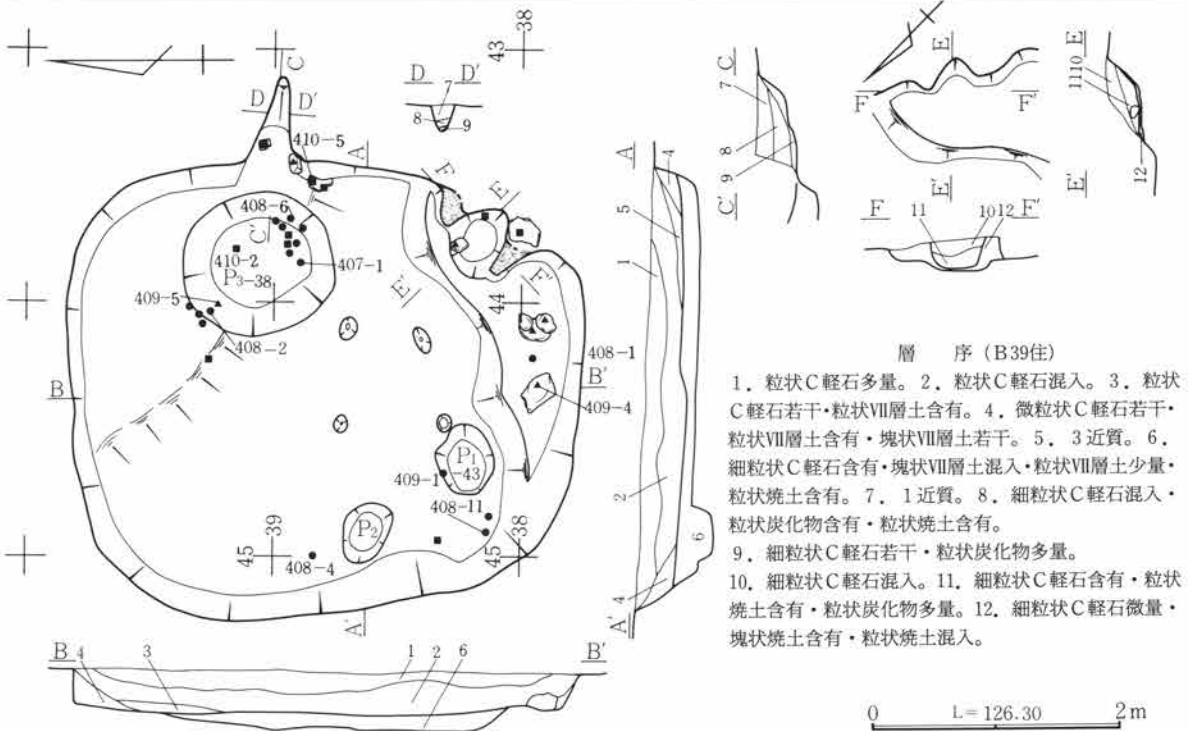 38
43
C
D D'
7
8
9
D D'
410-5
A
F
E
408-6
C'
410-2
407-1
P3-38
E'
F'
409-5
44
408-2
408-1
B
B'
409-4
P1
-43
409-1
408-11
P2
39
45
38
45
408-4
A'
B
4
3
1
2
6
B'
A
4
5
1
2
6
4
A'
7 C
8
9
C'
E
F
F'
E'
E
10
11
12
E'
F
11
10
12
F'
層 序 (B39住)
1. 粒状C軽石多量。2. 粒状C軽石混入。3. 粒状
C軽石若干・粒状Ⅶ層土含有。4. 微粒状C軽石若干・
粒状Ⅶ層土含有・塊状Ⅶ層土若干。5. 3近質。6.
細粒状C軽石含有・塊状Ⅶ層土混入・粒状Ⅶ層土少量・
粒状焼土含有。7. 1近質。8. 細粒状C軽石混入・
粒状炭化物含有・粒状焼土含有。
9. 細粒状C軽石若干・粒状炭化物多量。
10. 細粒状C軽石混入。11. 細粒状C軽石含有・粒状
焼土含有・粒状炭化物多量。12. 細粒状C軽石微量・
塊状焼土含有・粒状焼土混入。
0 L=126.30 2m